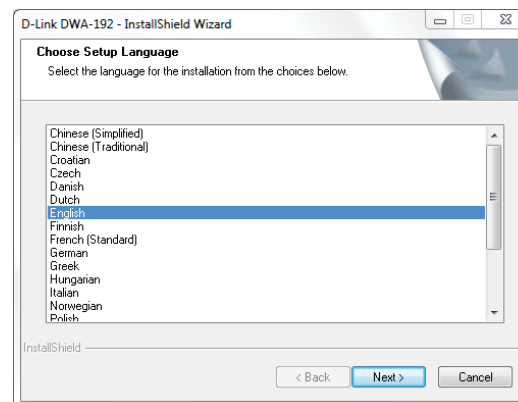 D-Link DWA-192 - InstallShield Wizard
Choose Setup Language
Select the language for the installation from the choices below.
Chinese (Simplified)
Chinese (Traditional)
Croatian
Czech
Danish
Dutch
English
Finnish
French (Standard)
German
Greek
Hungarian
Italian
Norwegian
Polish
InstallShield
< Back
Next >
Cancel